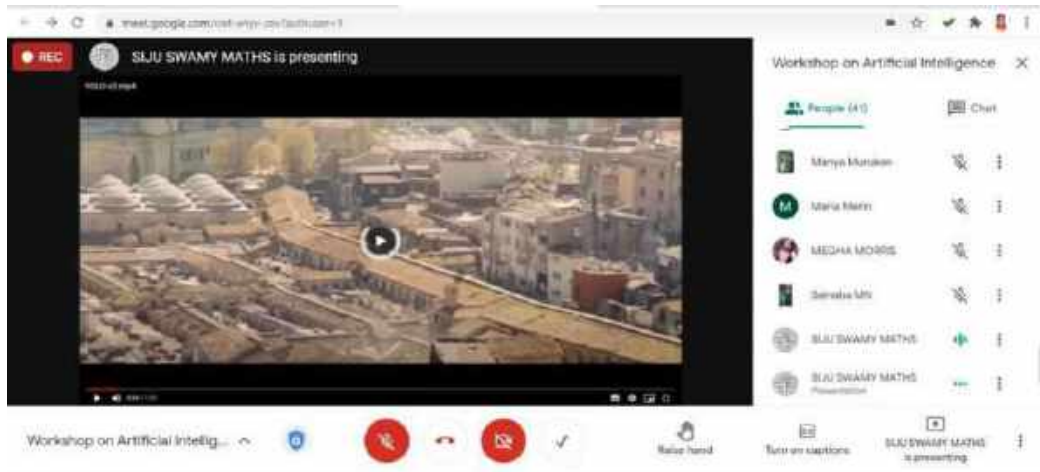 meet.google.com/
REC
SIJU SWAMY MATHS is presenting
Workshop on Artificial Intelligence
People (41)
Chat
Manya Murukan
Maria Merin
MEGHA MORRIS
MN
SIJU SWAMY MATHS
SIJU SWAMY MATHS
Presentation
Workshop on Artificial Intellig...
Raise hand
Turn on captions
SIJU SWAMY MATHS
is presenting